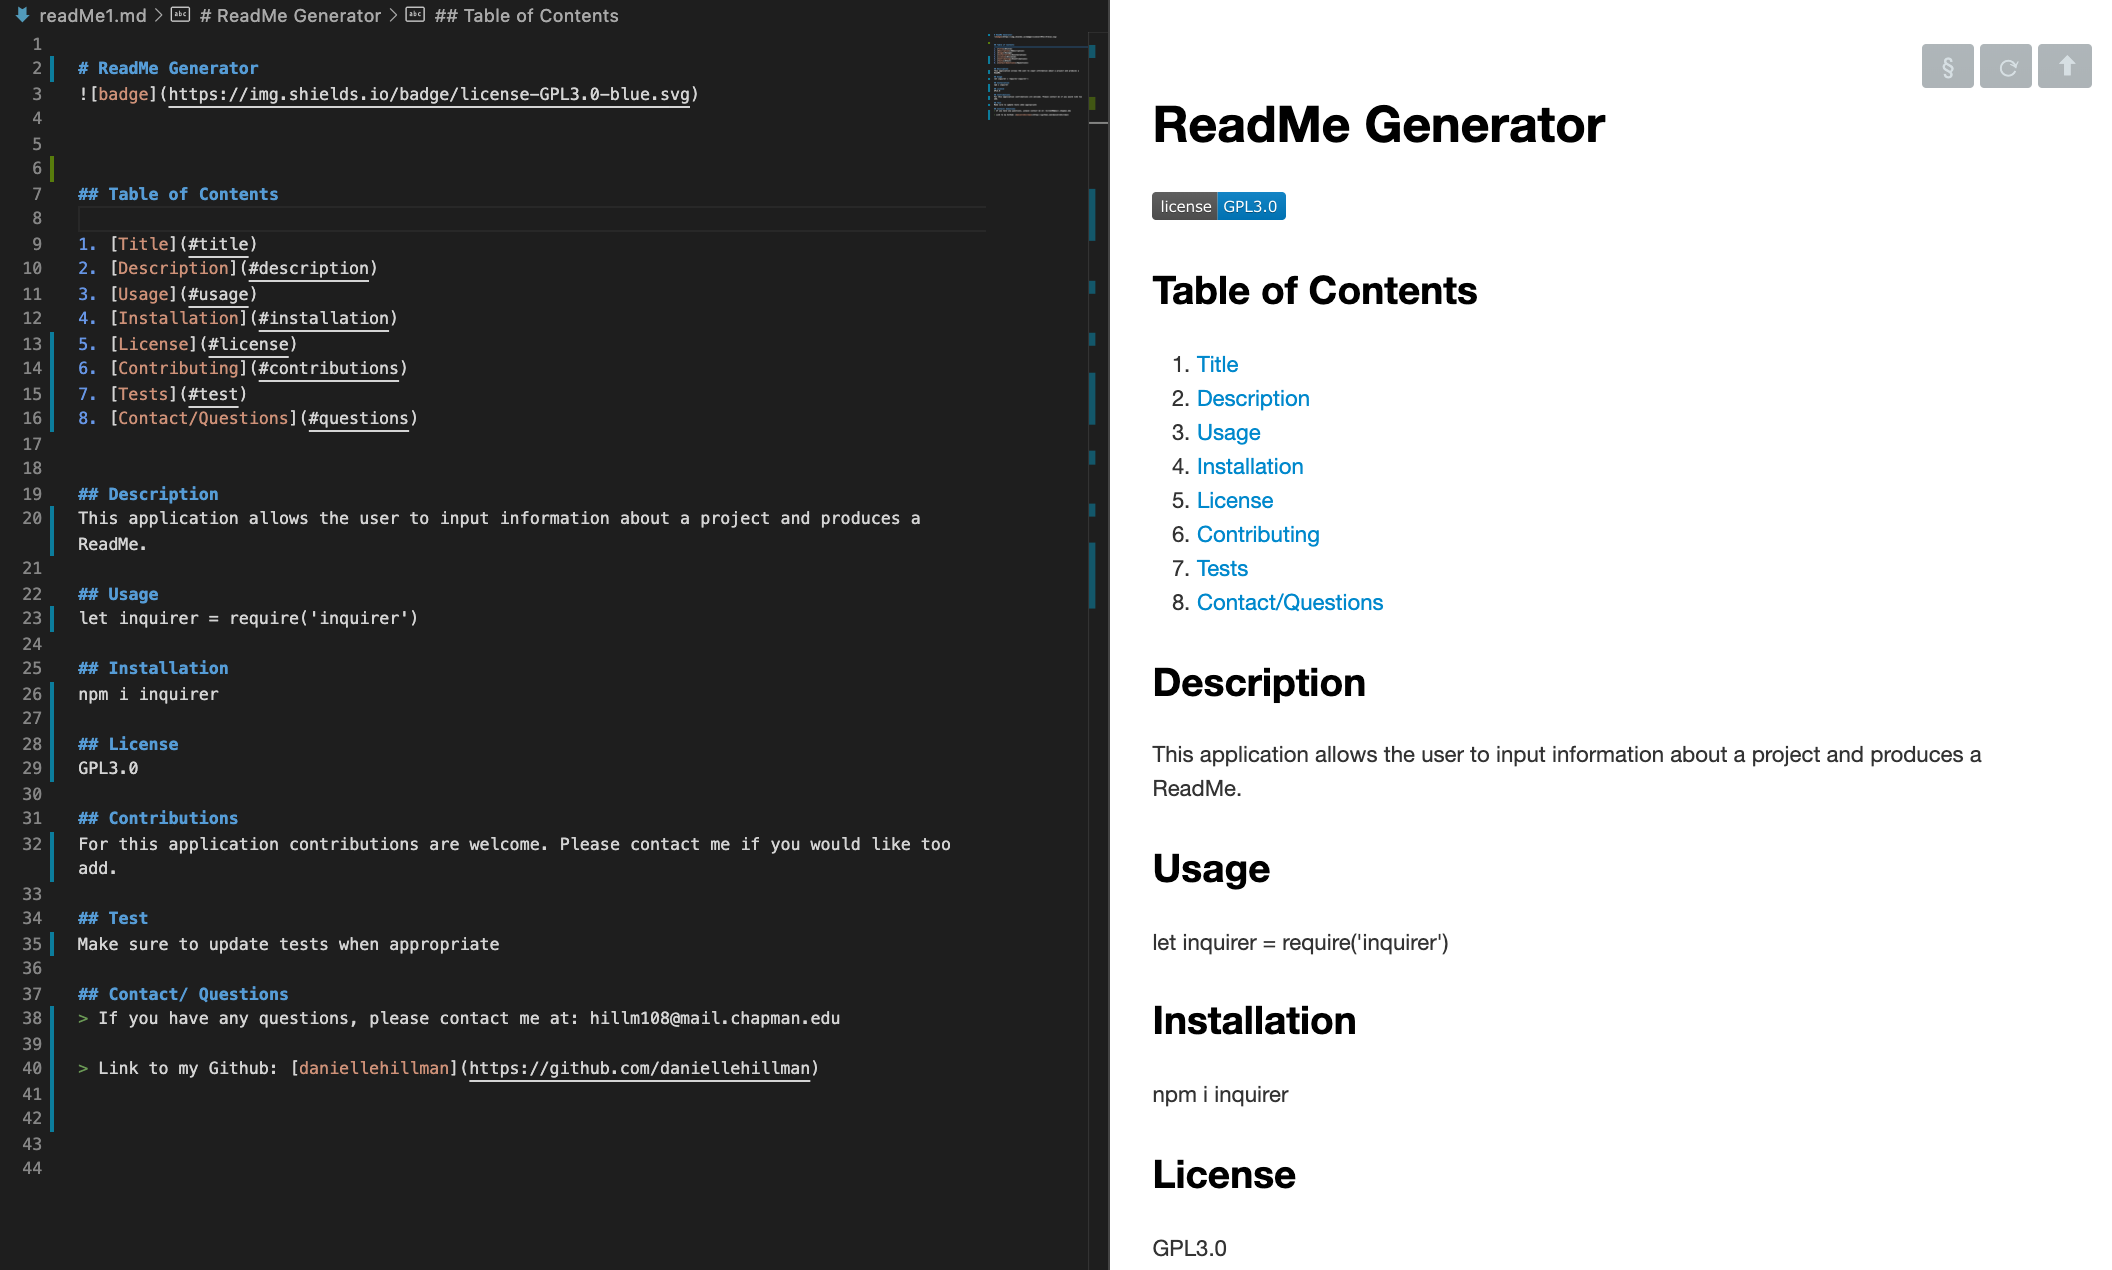 readMe1.md > # ReadMe Generator > ## Table of Contents
1
2 # ReadMe Generator
3 ![badge](https://img.shields.io/badge/license-GPL3.0-blue.svg)
4
5
6
7 ## Table of Contents
8
9 1. [Title](#title)
10 2. [Description](#description)
11 3. [Usage](#usage)
12 4. [Installation](#installation)
13 5. [License](#license)
14 6. [Contributing](#contributions)
15 7. [Tests](#test)
16 8. [Contact/Questions](#questions)
17
18
19 ## Description
20 This application allows the user to input information about a project and produces a
ReadMe.
21
22 ## Usage
23 let inquirer = require('inquirer')
24
25 ## Installation
26 npm i inquirer
27
28 ## License
29 GPL3.0
30
31 ## Contributions
32 For this application contributions are welcome. Please contact me if you would like too
add.
33
34 ## Test
35 Make sure to update tests when appropriate
36
37 ## Contact/ Questions
38 > If you have any questions, please contact me at: hillm108@mail.chapman.edu
39
40 > Link to my Github: [daniellehillman](https://github.com/daniellehillman)
41
42
43
44
§
ReadMe Generator
license GPL3.0
Table of Contents
1. Title
2. Description
3. Usage
4. Installation
5. License
6. Contributing
7. Tests
8. Contact/Questions
Description
This application allows the user to input information about a project and produces a
ReadMe.
Usage
let inquirer = require('inquirer')
Installation
npm i inquirer
License
GPL3.0